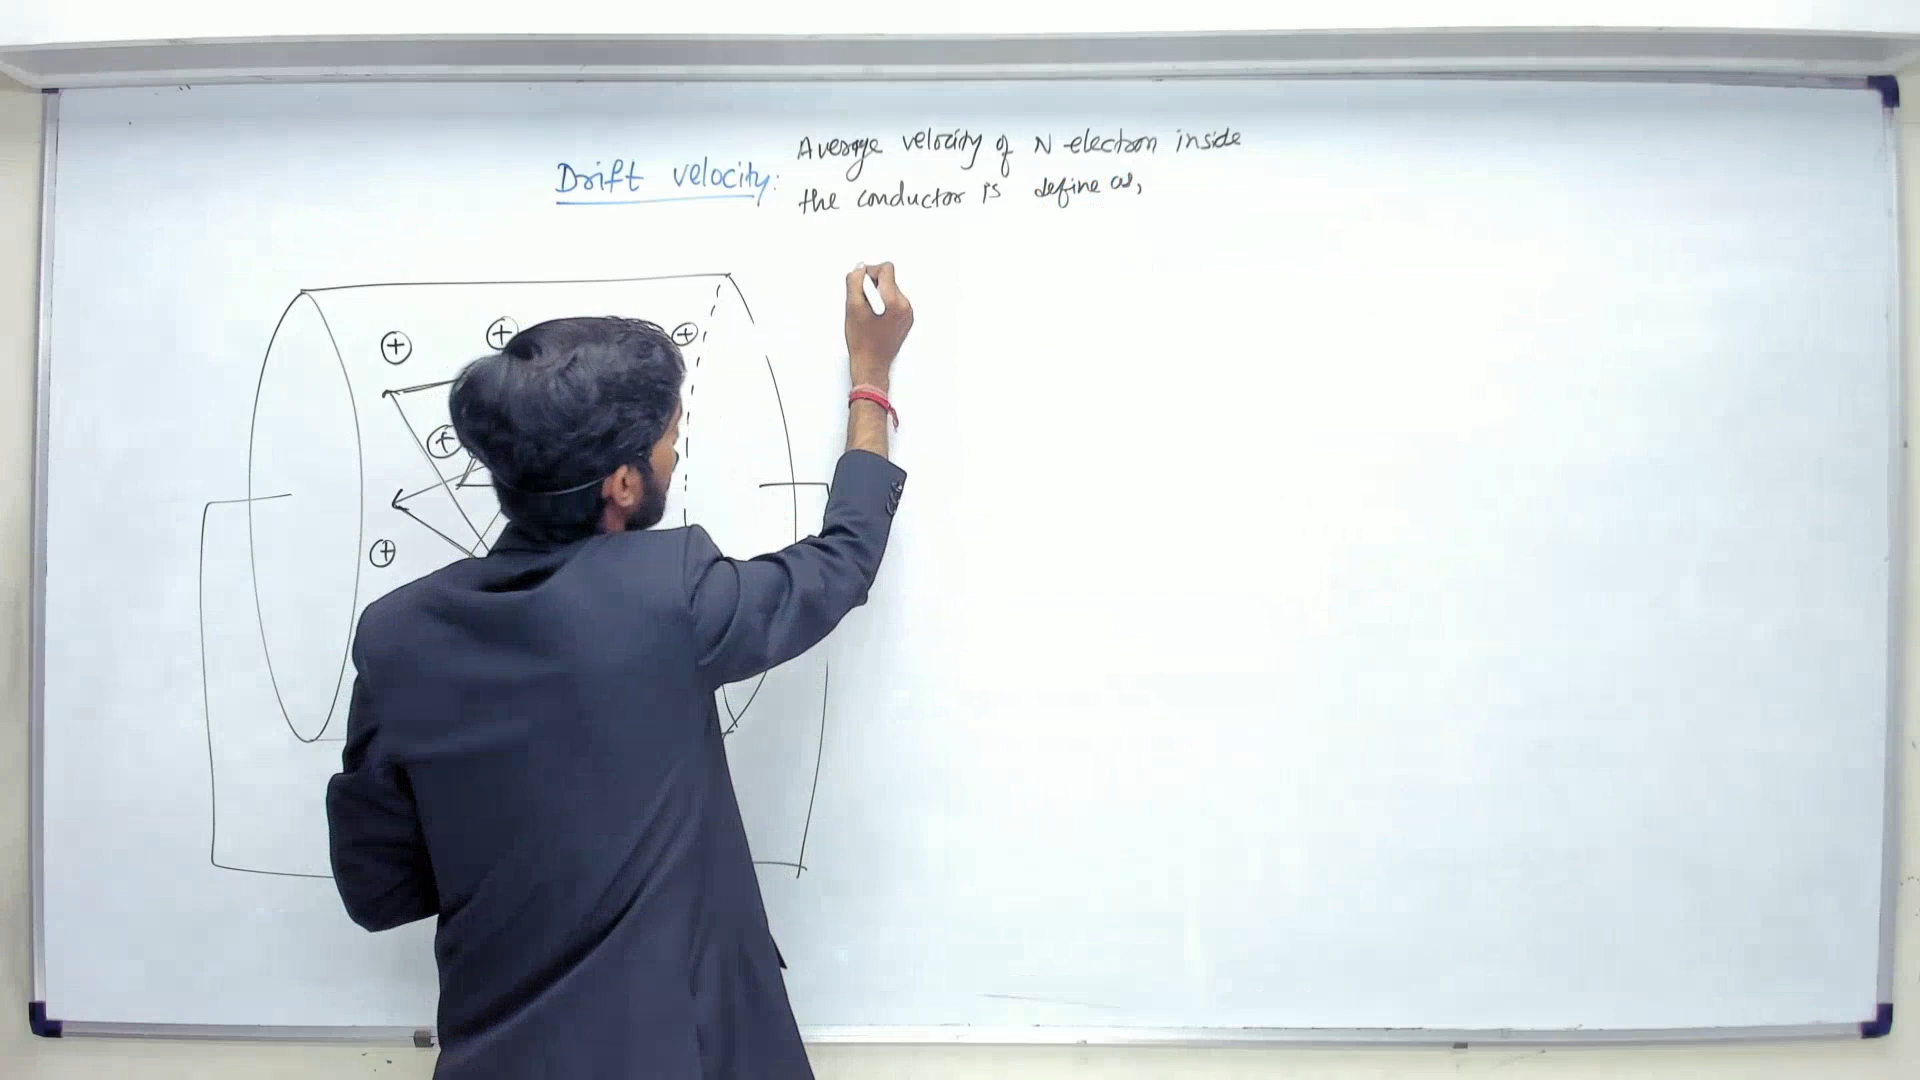 Drift velocity:
Average velocity of N electron inside
the conductor is define as,
+ + +
+
+